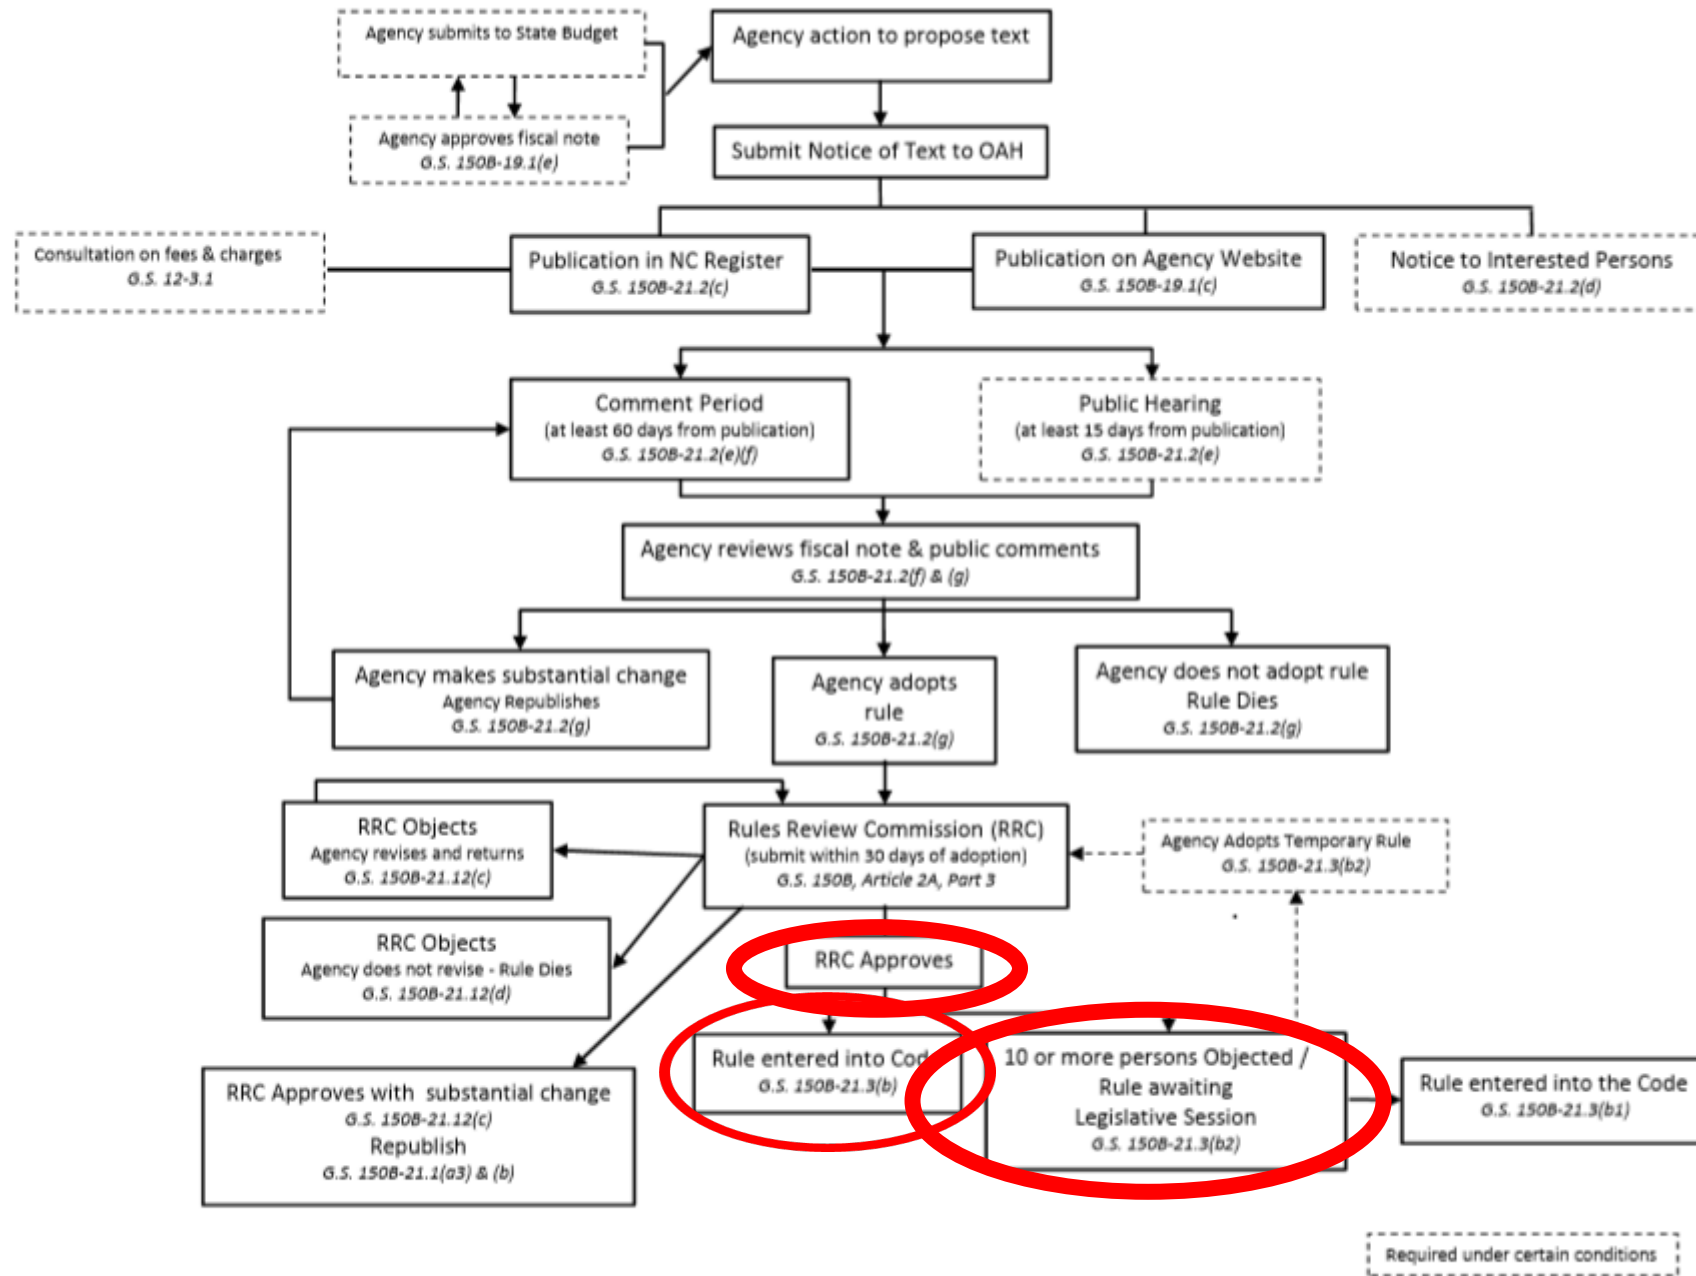 Agency submits to State Budget
Agency action to propose text
Agency approves fiscal note
G.S. 150B-19.1(e)
Submit Notice of Text to OAH
Consultation on fees & charges
G.S. 12-3.1
Publication in NC Register
G.S. 150B-21.2(c)
Publication on Agency Website
G.S. 150B-19.1(c)
Notice to Interested Persons
G.S. 150B-21.2(d)
Comment Period
(at least 60 days from publication)
G.S. 150B-21.2(e)(f)
Public Hearing
(at least 15 days from publication)
G.S. 150B-21.2(e)
Agency reviews fiscal note & public comments
G.S. 150B-21.2(f) & (g)
Agency makes substantial change
Agency Republishes
G.S. 150B-21.2(g)
Agency adopts
rule
G.S. 150B-21.2(g)
Agency does not adopt rule
Rule Dies
G.S. 150B-21.2(g)
RRC Objects
Agency revises and returns
G.S. 150B-21.12(c)
Rules Review Commission (RRC)
(submit within 30 days of adoption)
G.S. 150B, Article 2A, Part 3
Agency Adopts Temporary Rule
G.S. 150B-21.3(b2)
RRC Objects
Agency does not revise - Rule Dies
G.S. 150B-21.12(d)
RRC Approves
RRC Approves with substantial change
G.S. 150B-21.12(c)
Republish
G.S. 150B-21.1(a3) & (b)
Rule entered into Code
G.S. 150B-21.3(b)
10 or more persons Objected /
Rule awaiting
Legislative Session
G.S. 150B-21.3(b2)
Rule entered into the Code
G.S. 150B-21.3(b1)
Required under certain conditions